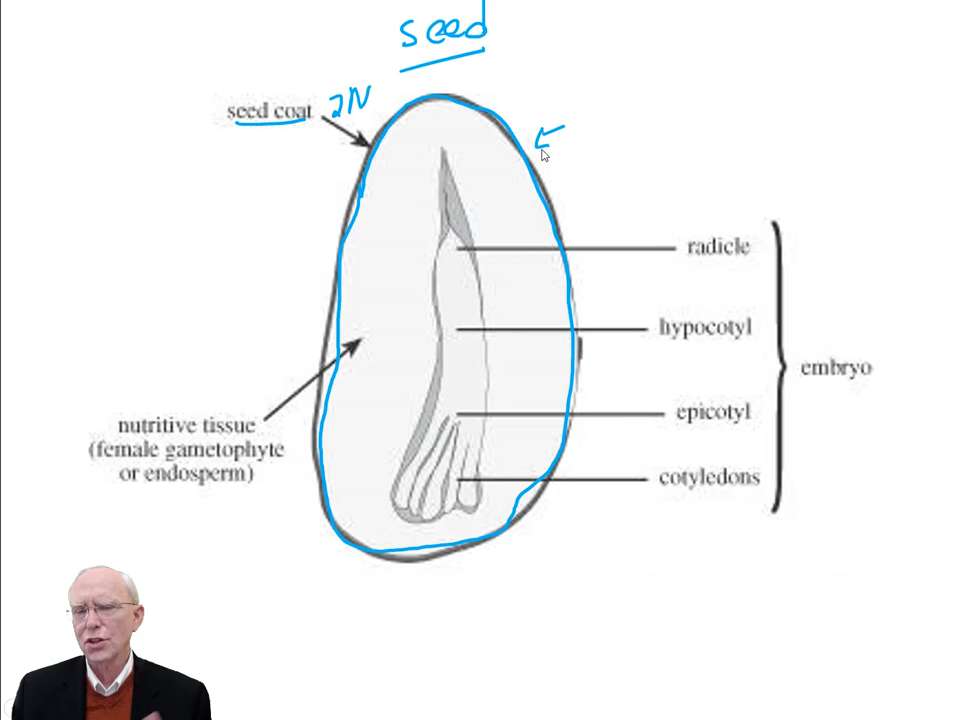 seed
seed coat 2N
radicle
hypocotyl
embryo
epicotyl
nutritive tissue
(female gametophyte
or endosperm)
cotyledons